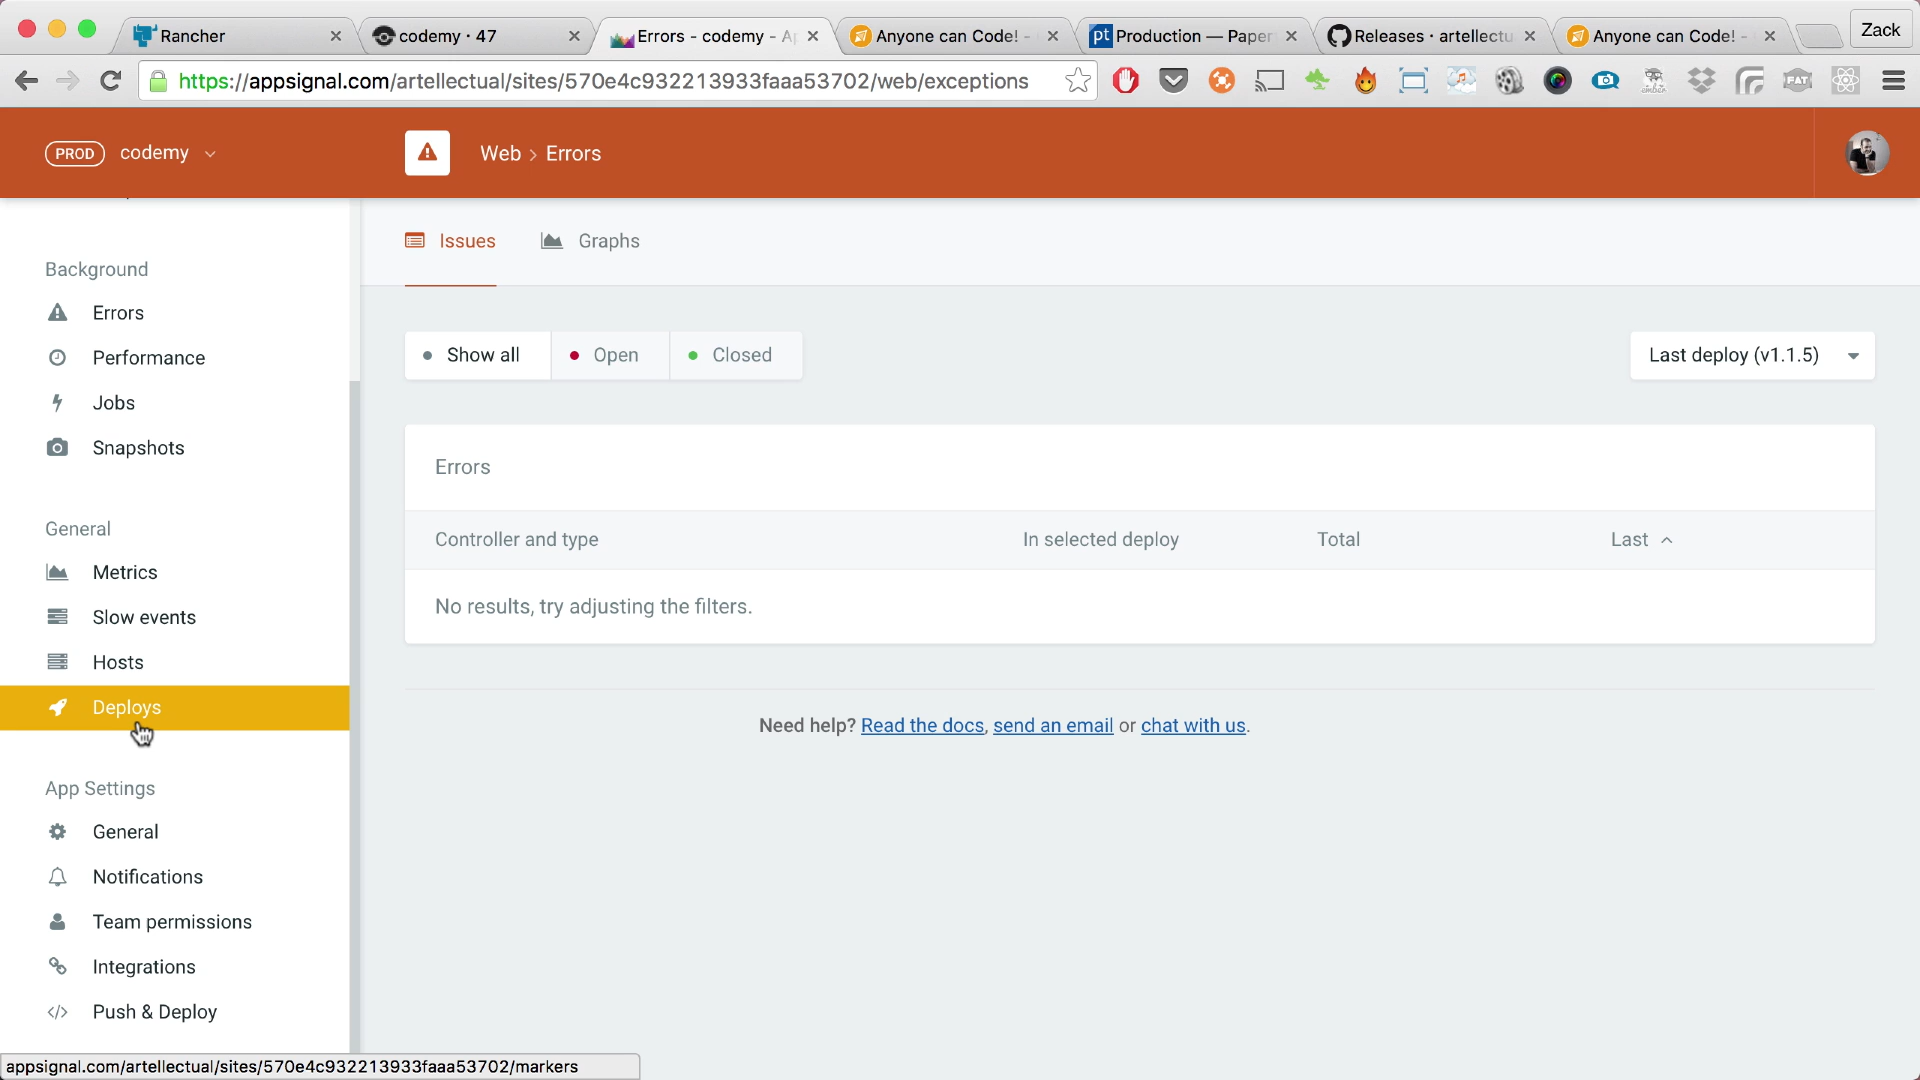 Rancher
codemy · 47
Errors - codemy - A
Anyone can Code! -
pt Production — Paper
Releases · artellectu
Anyone can Code! -
Zack
https://appsignal.com/artellectual/sites/570e4c932213933faaa53702/web/exceptions
FAT
PROD codemy
Web > Errors
Issues
Graphs
Background
Errors
Performance
Jobs
Snapshots
General
Metrics
Slow events
Hosts
Deploys
App Settings
General
Notifications
Team permissions
Integrations
</> Push & Deploy
Show all
Open
Closed
Last deploy (v1.1.5)
Errors
Controller and type
In selected deploy
Total
Last
No results, try adjusting the filters.
Need help? Read the docs, send an email or chat with us.
appsignal.com/artellectual/sites/570e4c932213933faaa53702/markers